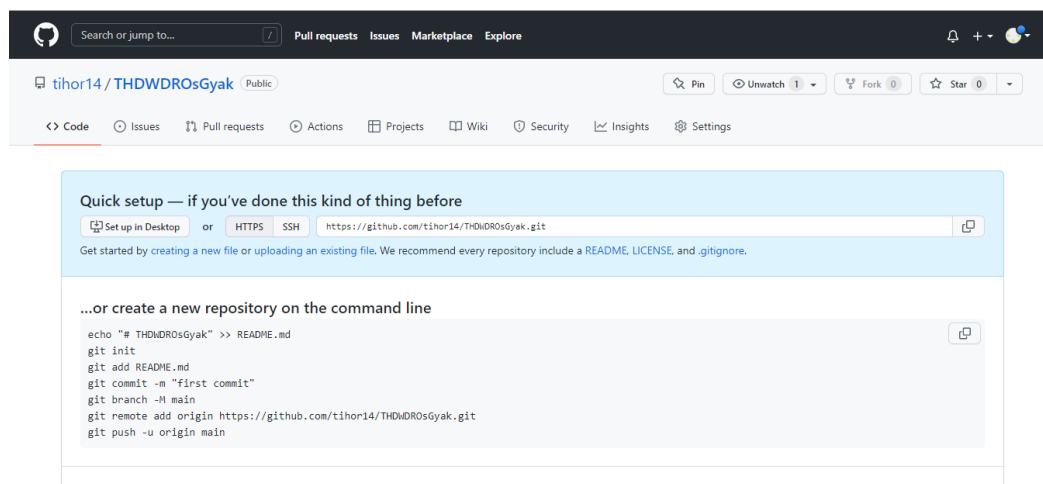 Search or jump to... / Pull requests Issues Marketplace Explore
tihor14 / THDWDROsGyak Public Pin Unwatch 1 Fork 0 Star 0
Code Issues Pull requests Actions Projects Wiki Security Insights Settings
Quick setup — if you've done this kind of thing before
Set up in Desktop or HTTPS SSH https://github.com/tihor14/THDWDROsGyak.git
Get started by creating a new file or uploading an existing file. We recommend every repository include a README, LICENSE, and .gitignore.
...or create a new repository on the command line
echo "# THDWDROsGyak" >> README.md
git init
git add README.md
git commit -m "first commit"
git branch -M main
git remote add origin https://github.com/tihor14/THDWDROsGyak.git
git push -u origin main